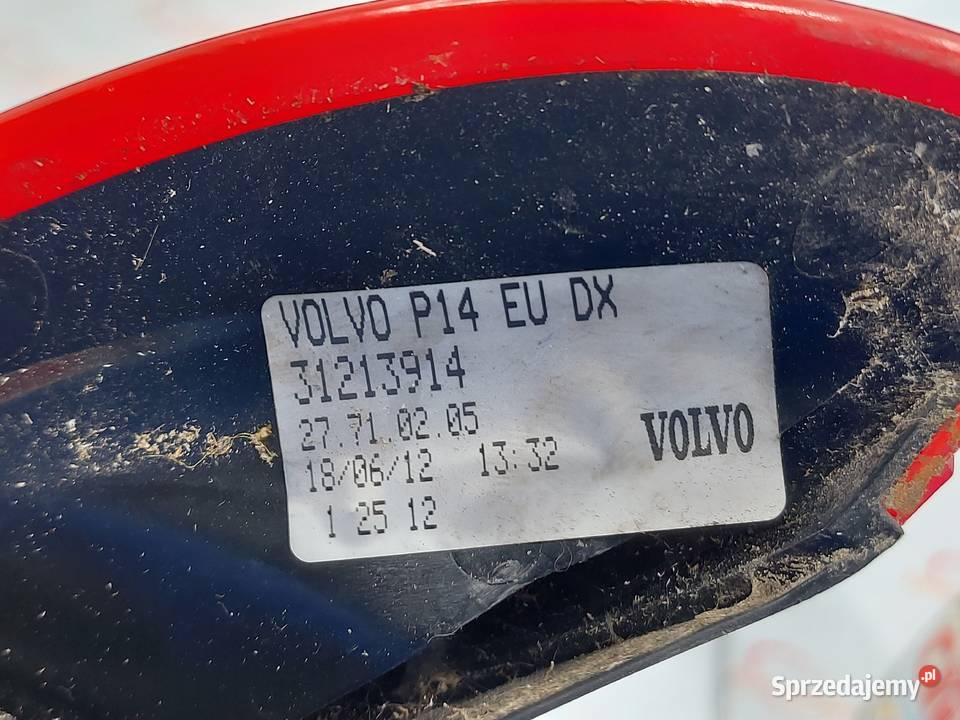 VOLVO P14 EU DX
31213914
27.71.02.05
18/06/12 13:32
VOLVO
1 25 12
Sprzedajemy.pl